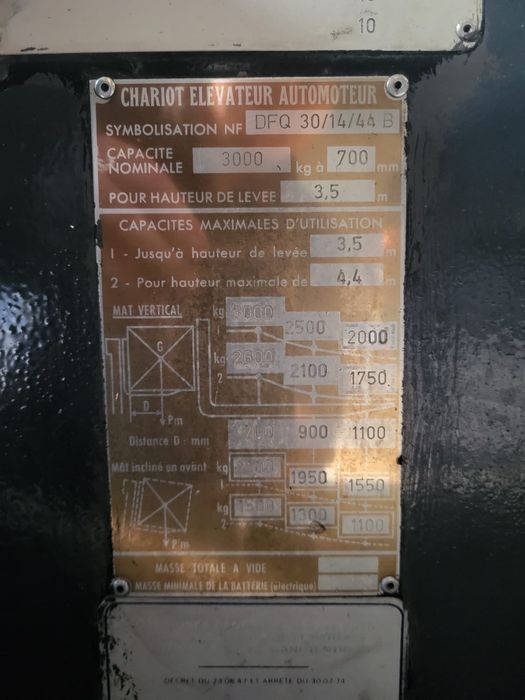 10
CHARIOT ELEVATEUR AUTOMOTEUR
SYMBOLISATION NF DFQ 30/14/44 B
CAPACITE NOMINALE 3000 kg à 700 mm
POUR HAUTEUR DE LEVÉE 3,5 m
CAPACITES MAXIMALES D'UTILISATION
1 - Jusqu'à hauteur de levée 3,5 m
2 - Pour hauteur maximale de 4,4 m
MAT VERTICAL kg 3000 2500 2000
1
G kg 2600 2100 1750
2
D Pm
Distance D : mm 700 900 1100
Mât incliné en avant kg 1950 1550
1
kg 1500 1300 1100
2
P'm
MASSE TOTALE A VIDE
MASSE MINIMALE DE LA BATTERIE (électrique)